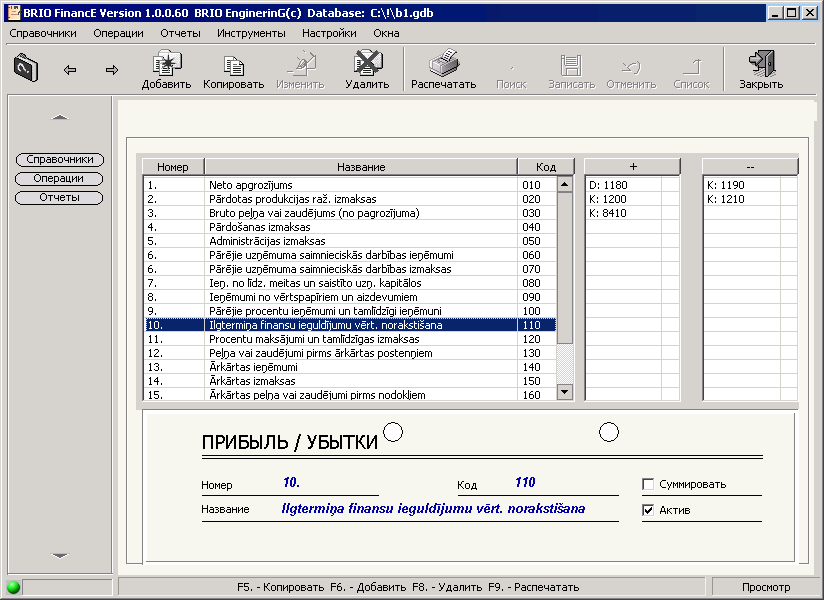 BRIO FinancE Version 1.0.0.60 BRIO EnginerinG(c) Database: C:\!\b1.gdb
Справочники Операции Отчеты Инструменты Настройки Окна
Добавить Копировать Изменить Удалить Распечатать Поиск Записать Отменить Список Закрыть
Справочники
Операции
Отчеты
Номер Название Код + --
1. Neto apgrozījums 010 D: 1180 K: 1190
2. Pārdotas produkcijas raž. izmaksas 020 K: 1200 K: 1210
3. Bruto peļņa vai zaudējums (no pagrozījuma) 030 K: 8410
4. Pārdošanas izmaksas 040
5. Administrācijas izmaksas 050
6. Pārējie uzņēmuma saimnieciskās darbības ieņēmumi 060
6. Pārējie uzņēmuma saimnieciskās darbības izmaksas 070
7. Ieņ. no līdz. meitas un saistīto uzņ. kapitālos 080
8. Ieņēmumi no vērtspapīriem un aizdevumiem 090
9. Pārējie procentu ieņēmumi un tamlīdzīgi ieņēmuni 100
10. Ilgtermiņa finansu ieguldījumu vērt. norakstīšana 110
11. Procentu maksājumi un tamlīdzīgas izmaksas 120
12. Peļņa vai zaudējumi pirms ārkārtas postenņiem 130
13. Ārkārtas ieņēmumi 140
14. Ārkārtas izmaksas 150
15. Ārkārtas peļņa vai zaudējumi pirms nodokļiem 160
ПРИБЫЛЬ / УБЫТКИ
Номер 10. Код 110 Суммировать
Название Ilgtermiņa finansu ieguldījumu vērt. norakstīšana Актив
F5. - Копировать F6. - Добавить F8. - Удалить F9. - Распечатать Просмотр